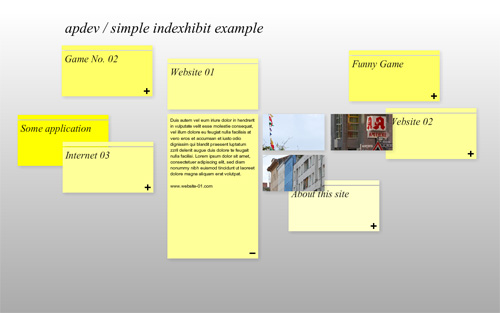 apdev / simple indexhibit example
Game No. 02
+
Website 01
Funny Game
+
Some application
Internet 03
+
Duis autem vel eum iriure dolor in hendrerit
in vulputate velit esse molestie consequat,
vel illum dolore eu feugiat nulla facilisis at
vero eros et accumsan et iusto odio
dignissim qui blandit praesent luptatum
zzril delenit augue duis dolore te feugait
nulla facilisi. Lorem ipsum dolor sit amet,
consectetuer adipiscing elit, sed diam
nonummy nibh euismod tincidunt ut laoreet
dolore magna aliquam erat volutpat.
www.website-01.com
–
Website 02
+
About this site
+